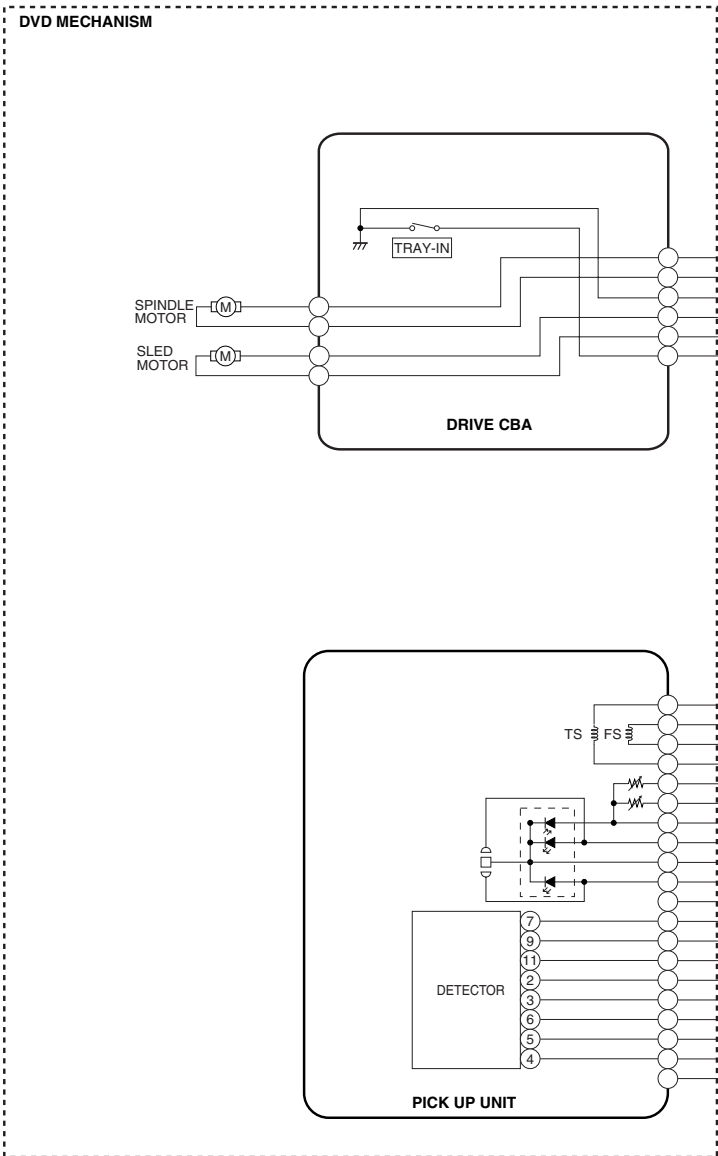 DVD MECHANISM
TRAY-IN
SPINDLE
MOTOR
M
SLED
MOTOR
M
DRIVE CBA
TS
FS
7
9
11
2
3
6
5
4
DETECTOR
PICK UP UNIT